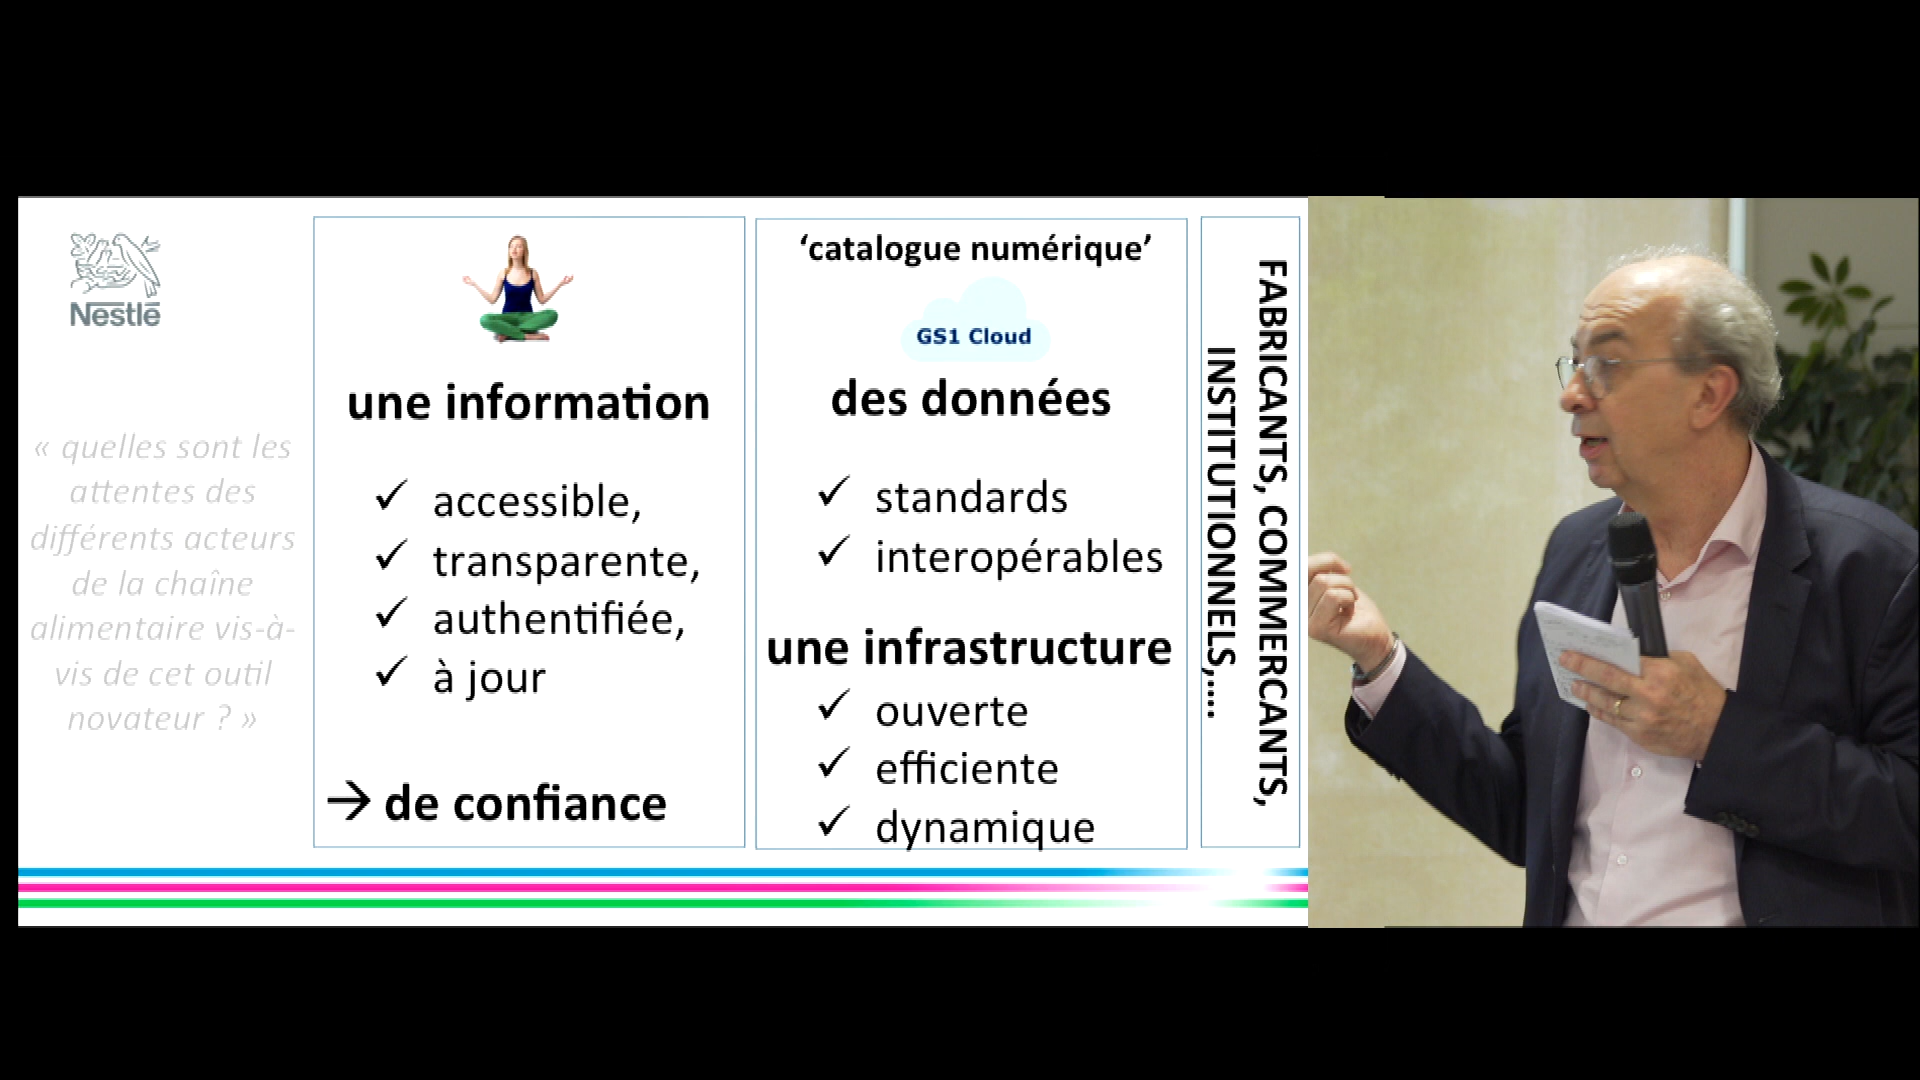 Nestlé
« quelles sont les
attentes des
différents acteurs
de la chaîne
alimentaire vis-à-
vis de cet outil
novateur ? »
une information
✓ accessible,
✓ transparente,
✓ authentifiée,
✓ à jour
→ de confiance
‘catalogue numérique’
GS1 Cloud
des données
✓ standards
✓ interopérables
une infrastructure
✓ ouverte
✓ efficiente
✓ dynamique
FABRICANTS, COMMERCANTS,
INSTITUTIONNELS,....